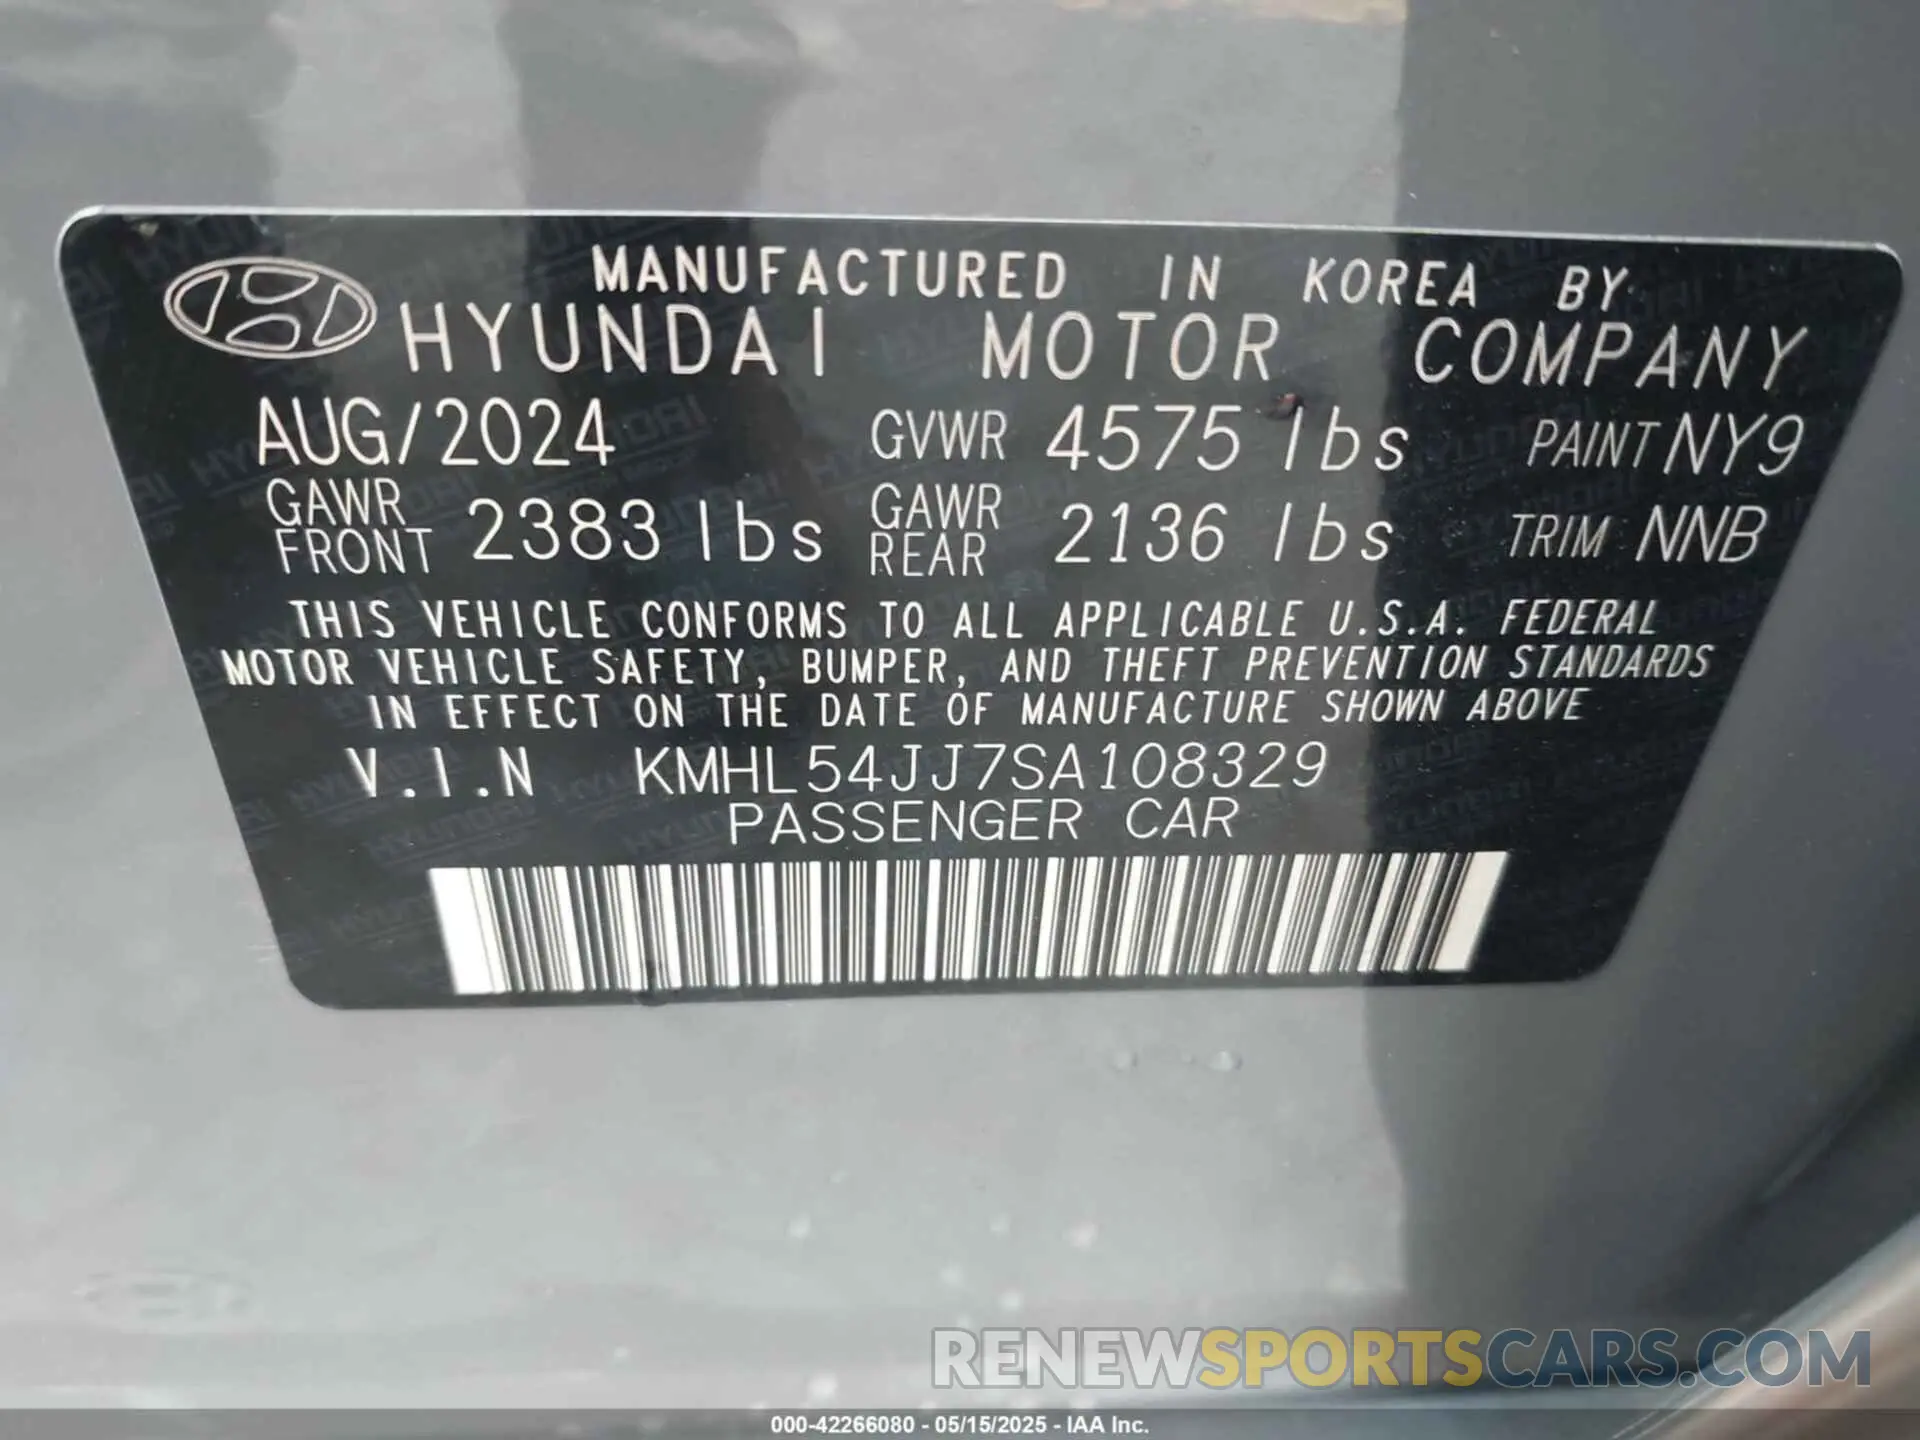 MANUFACTURED IN KOREA BY
HYUNDAI MOTOR COMPANY
AUG/2024 GVWR 4575 lbs PAINT NY9
GAWR FRONT 2383 lbs GAWR REAR 2136 lbs TRIM NNB
THIS VEHICLE CONFORMS TO ALL APPLICABLE U.S.A. FEDERAL
MOTOR VEHICLE SAFETY, BUMPER, AND THEFT PREVENTION STANDARDS
IN EFFECT ON THE DATE OF MANUFACTURE SHOWN ABOVE
V.I.N KMHL54JJ7SA108329
PASSENGER CAR
RENEWSPORTSCARS.COM
000-42266080 - 05/15/2025 - IAA Inc.